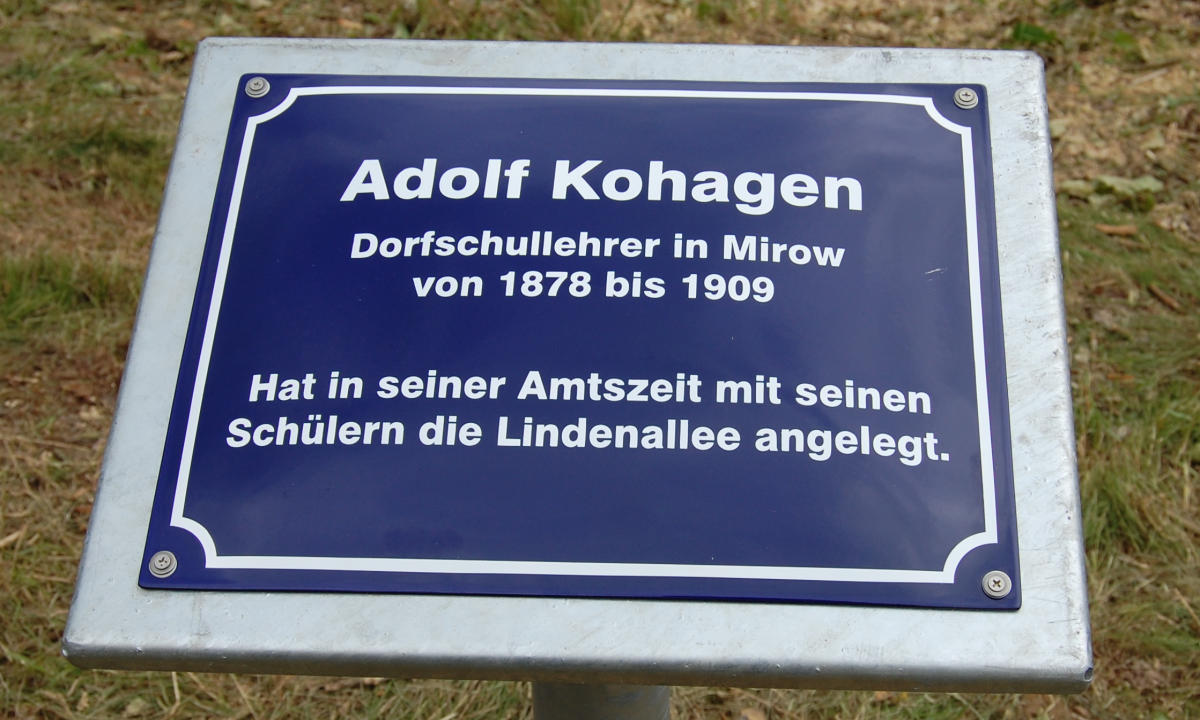 Adolf Kohagen
Dorfschullehrer in Mirow
von 1878 bis 1909
Hat in seiner Amtszeit mit seinen
Schülern die Lindenallee angelegt.